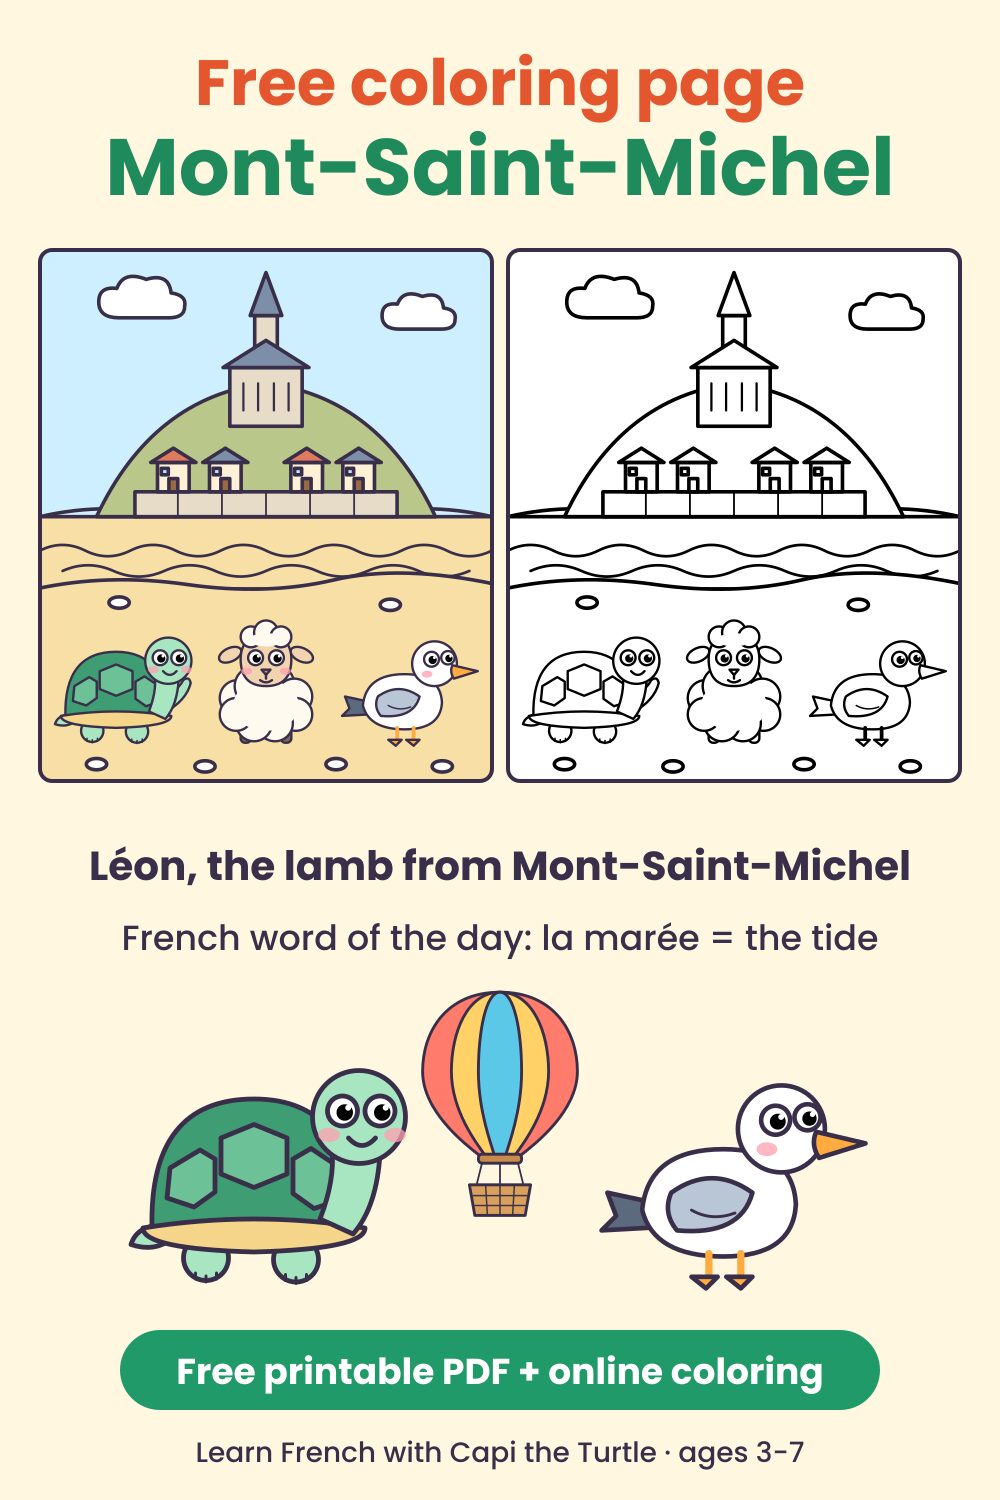 Free coloring page
Mont-Saint-Michel
Léon, the lamb from Mont-Saint-Michel
French word of the day: la marée = the tide
Free printable PDF + online coloring
Learn French with Capi the Turtle · ages 3-7